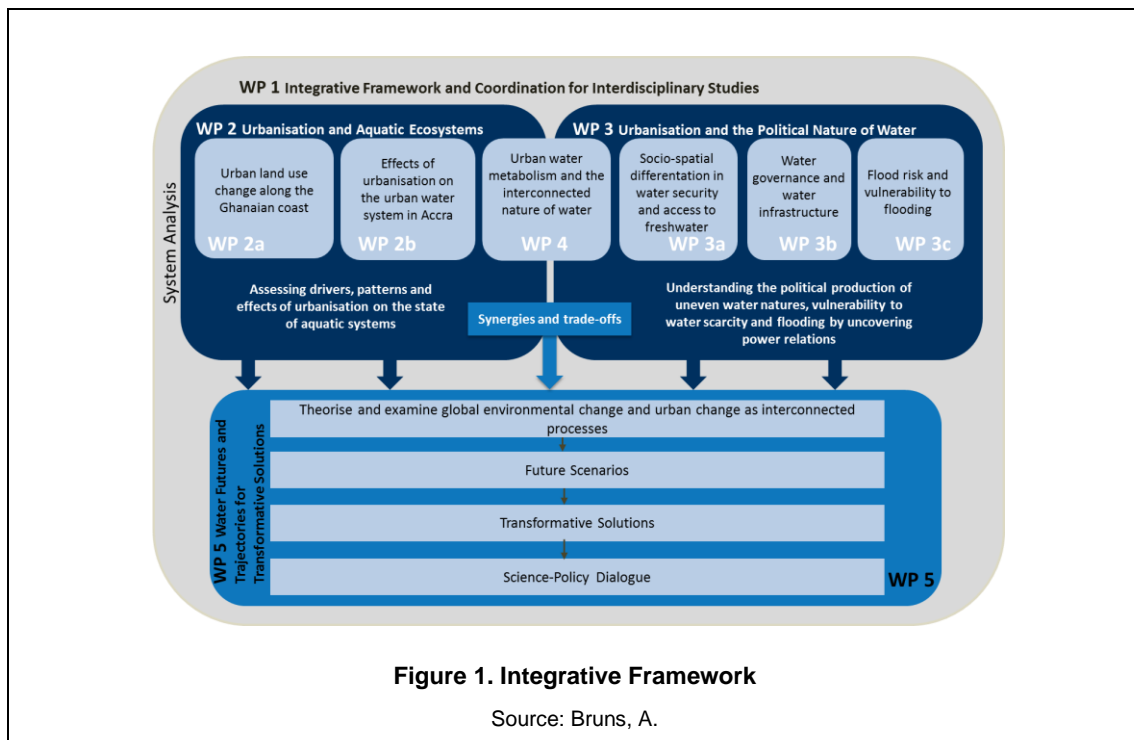 WP 1 Integrative Framework and Coordination for Interdisciplinary Studies
System Analysis
WP 2 Urbanisation and Aquatic Ecosystems
Urban land use
change along the
Ghanaian coast
WP 2a
Effects of
urbanisation on
the urban water
system in Accra
WP 2b
Urban water
metabolism and the
interconnected
nature of water
WP 4
WP 3 Urbanisation and the Political Nature of Water
Socio-spatial
differentation in
water security
and access to
freshwater
WP 3a
Water
governance and
water
infrastructure
WP 3b
Flood risk and
vulnerability to
flooding
WP 3c
Assessing drivers, patterns and
effects of urbanisation on the state
of aquatic systems
Synergies and trade-offs
Understanding the political production of
uneven water natures, vulnerability to
water scarcity and flooding by uncovering
power relations
WP 5 Water Futures and
Trajectories for
Transformative Solutions
Theorise and examine global environmental change and urban change as interconnected
processes
Future Scenarios
Transformative Solutions
Science-Policy Dialogue
WP 5
Figure 1. Integrative Framework
Source: Bruns, A.